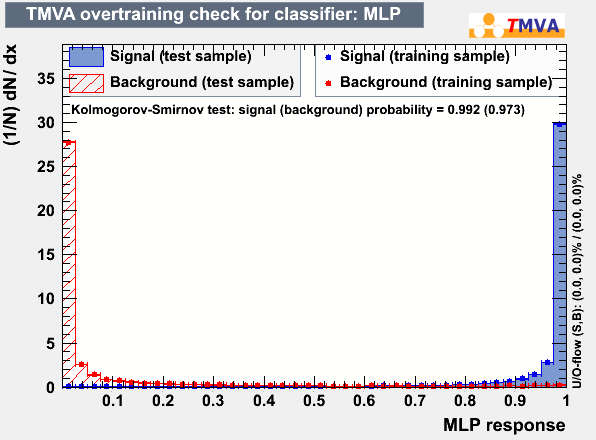 TMVA overtraining check for classifier: MLP
TMVA
Signal (test sample)
Background (test sample)
Signal (training sample)
Background (training sample)
Kolmogorov-Smirnov test: signal (background) probability = 0.992 (0.973)
(1/N) dN / dx
35
30
25
20
15
10
5
0
0.1 0.2 0.3 0.4 0.5 0.6 0.7 0.8 0.9 1
MLP response
U/O-flow (S,B): (0.0, 0.0)% / (0.0, 0.0)%